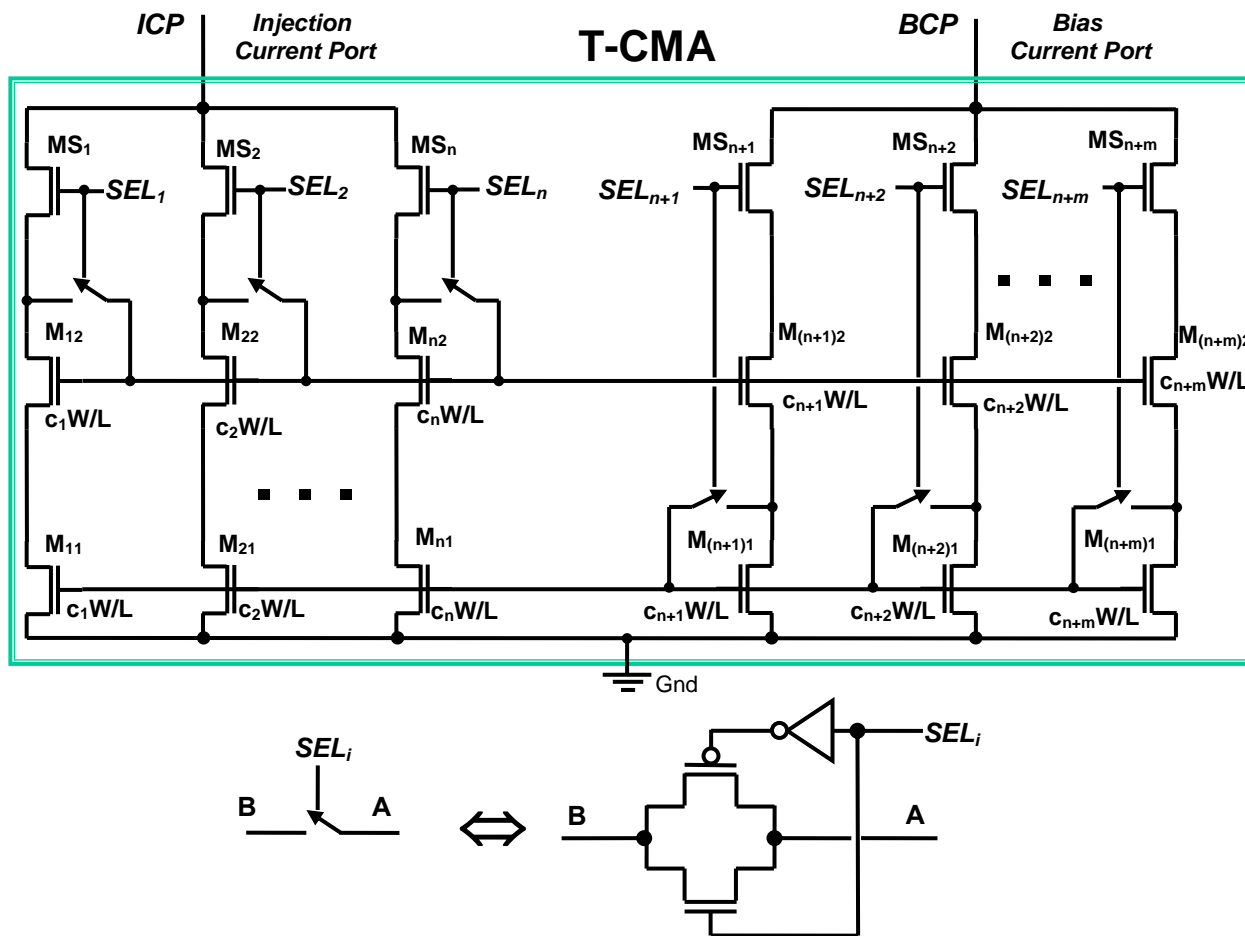 ICP
Injection
Current Port
T-CMA
BCP
Bias
Current Port
MS₁
MS₂
MSₙ
MSₙ₊₁
MSₙ₊₂
MSₙ₊ₘ
SEL₁
SEL₂
SELₙ
SELₙ₊₁
SELₙ₊₂
SELₙ₊ₘ
M₁₂
M₂₂
Mₙ₂
M₍ₙ₊₁₎₂
M₍ₙ₊₂₎₂
M₍ₙ₊ₘ₎₂
c₁W/L
c₂W/L
cₙW/L
cₙ₊₁W/L
cₙ₊₂W/L
cₙ₊ₘW/L
M₁₁
M₂₁
Mₙ₁
M₍ₙ₊₁₎₁
M₍ₙ₊₂₎₁
M₍ₙ₊ₘ₎₁
c₁W/L
c₂W/L
cₙW/L
cₙ₊₁W/L
cₙ₊₂W/L
cₙ₊ₘW/L
Gnd
SELᵢ
B
A
B
A
SELᵢ